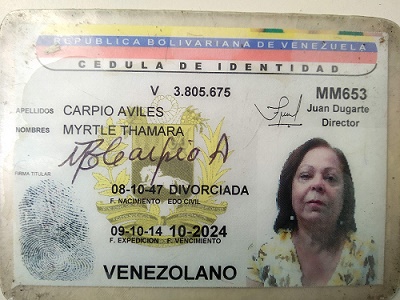 REPUBLICA BOLIVARIANA DE VENEZUELA
CEDULA DE IDENTIDAD
V 3.805.675 MM653
Juan Dugarte
Director
APELLIDOS CARPIO AVILES
NOMBRES MYRTLE THAMARA
FIRMA TITULAR
08-10-47 DIVORCIADA
F. NACIMIENTO EDO CIVIL
09-10-14 10-2024
F. EXPEDICION F. VENCIMIENTO
VENEZOLANO